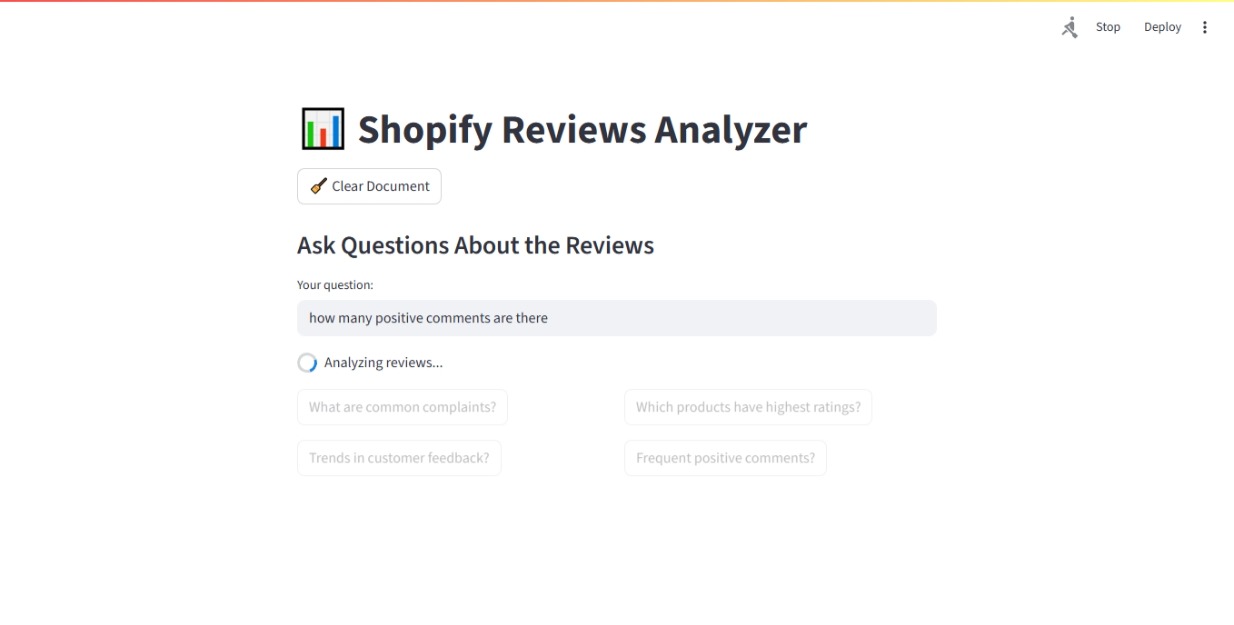 Stop Deploy
Shopify Reviews Analyzer
Clear Document
Ask Questions About the Reviews
Your question:
how many positive comments are there
Analyzing reviews...
What are common complaints? Which products have highest ratings?
Trends in customer feedback? Frequent positive comments?